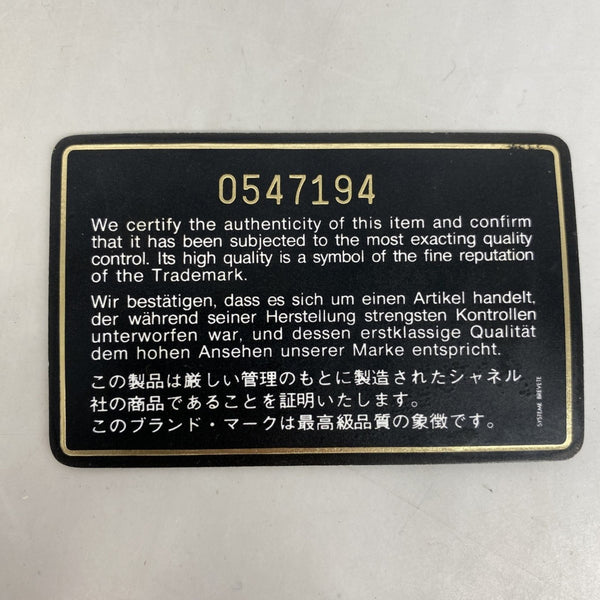 0547194
We certify the authenticity of this item and confirm
that it has been subjected to the most exacting quality
control. Its high quality is a symbol of the fine reputation
of the Trademark.
Wir bestätigen, dass es sich um einen Artikel handelt,
der während seiner Herstellung strengsten Kontrollen
unterworfen war, und dessen erstklassige Qualität
dem hohen Ansehen unserer Marke entspricht.
この製品は厳しい管理のもとに製造されたシャネル
社の商品であることを証明いたします。
このブランド・マークは最高級品質の象徴です。
SYSTEME BREVETE